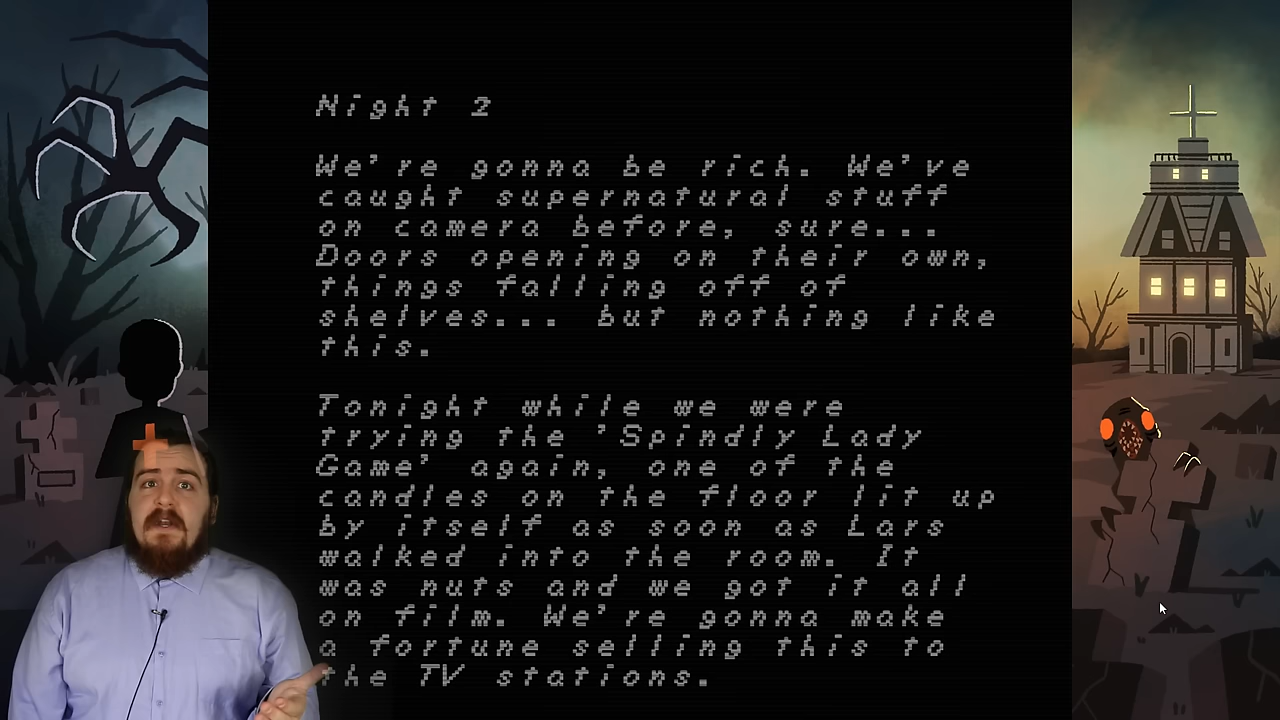 Night 2
We're gonna be rich. We've
caught supernatural stuff
on camera before, sure...
Doors opening on their own,
things falling off of
shelves... but nothing like
this.
Tonight while we were
trying the 'Spindly Lady
Game' again, one of the
candles on the floor lit up
by itself as soon as Lars
walked into the room. It
was nuts and we got it all
on film. We're gonna make
a fortune selling this to
the TV stations.